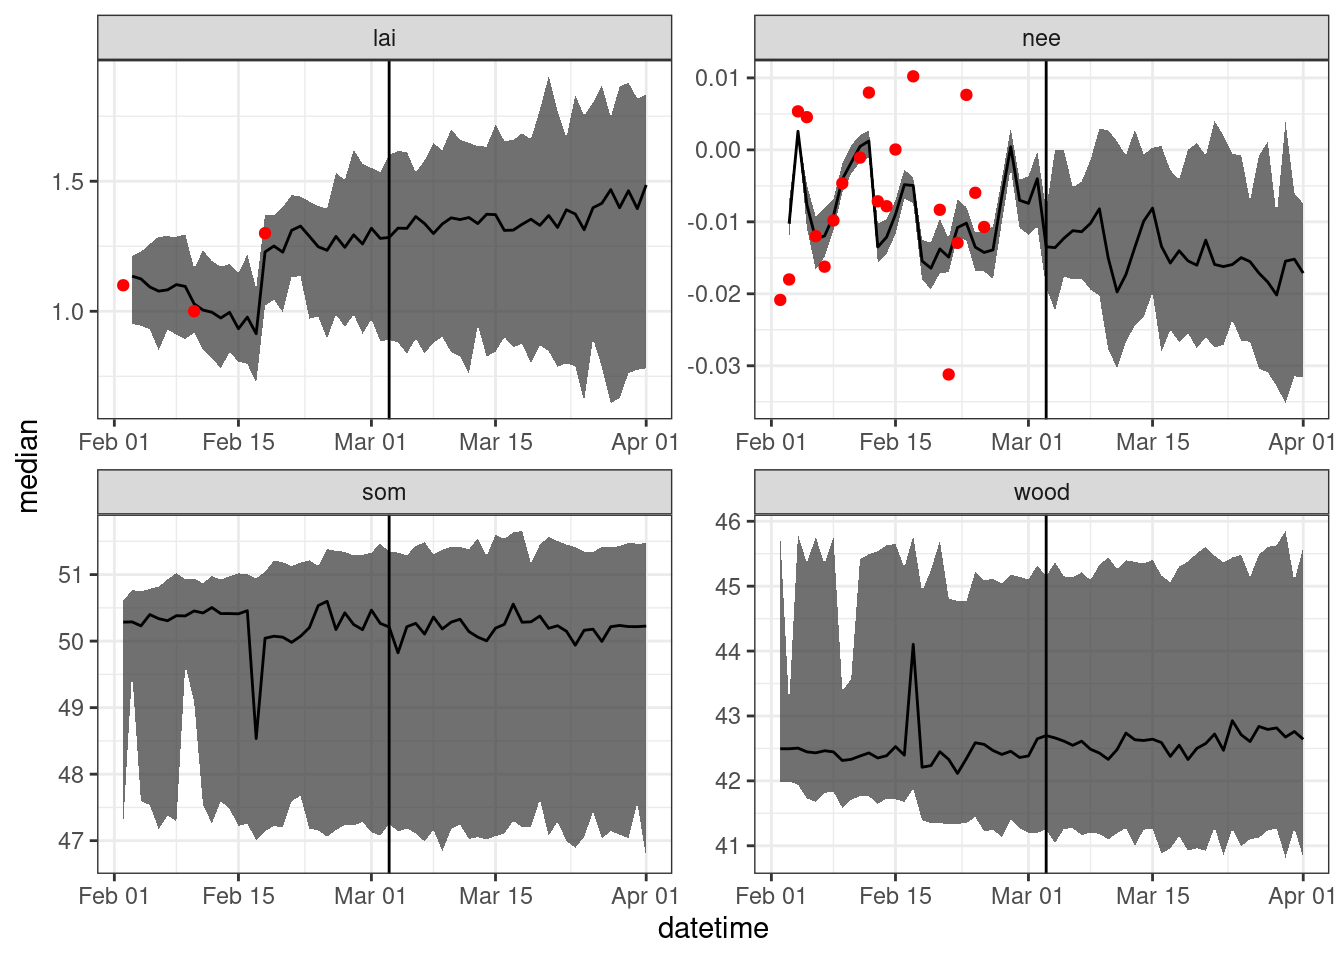 lai
nee
1.5
1.0
0.01
0.00
-0.01
-0.02
-0.03
Feb 01 Feb 15 Mar 01 Mar 15 Apr 01
Feb 01 Feb 15 Mar 01 Mar 15 Apr 01
median
som
wood
51
50
49
48
47
46
45
44
43
42
41
Feb 01 Feb 15 Mar 01 Mar 15 Apr 01
Feb 01 Feb 15 Mar 01 Mar 15 Apr 01
datetime